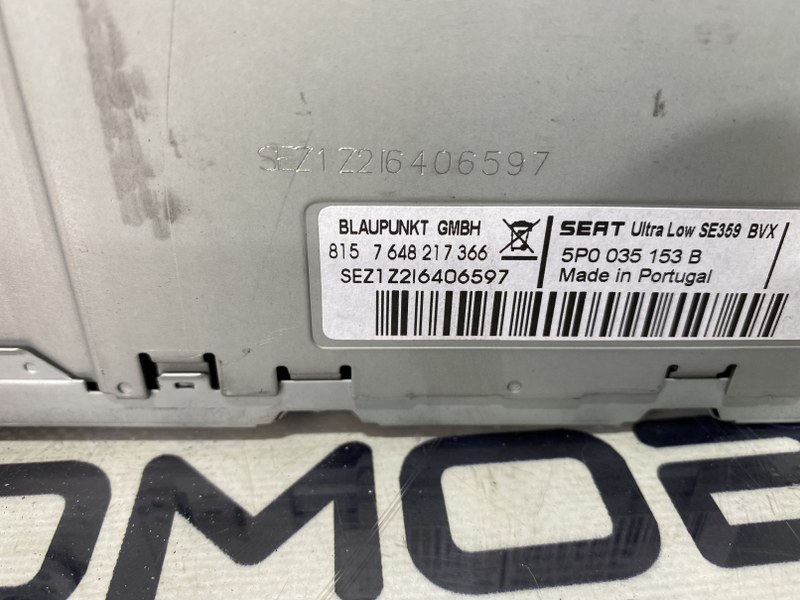 SEZ1Z2I6406597
BLAUPUNKT GMBH
815 7 648 217 366
SEZ1Z2I6406597
SEAT Ultra Low SE359 BVX
5P0 035 153 B
Made in Portugal
OMO